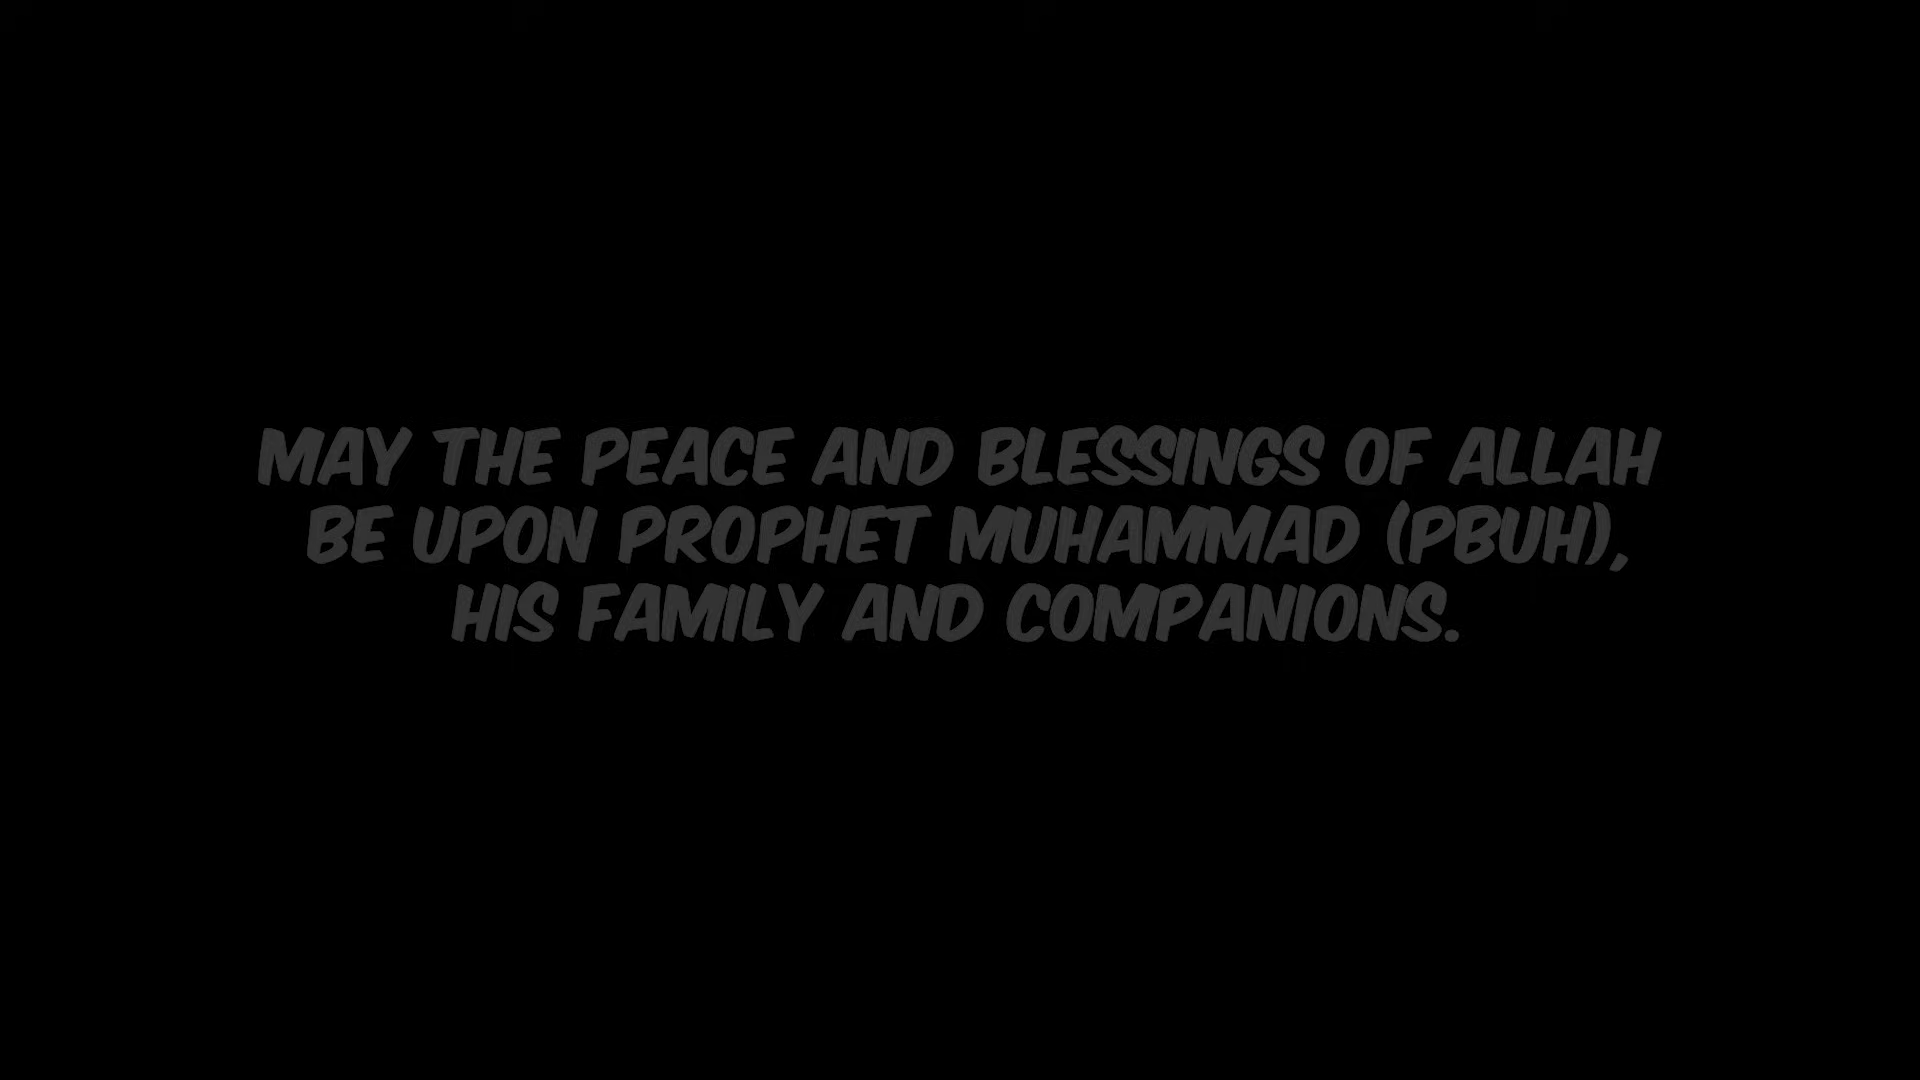 MAY THE PEACE AND BLESSINGS OF ALLAH
BE UPON PROPHET MUHAMMAD (PBUH),
HIS FAMILY AND COMPANIONS.